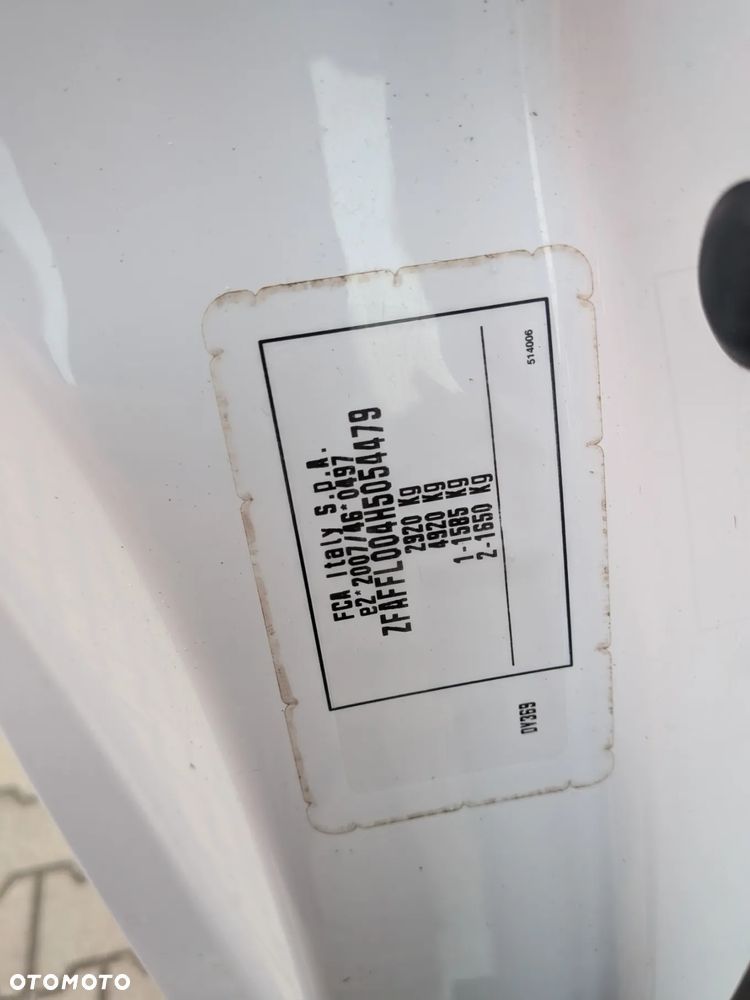 FCA Italy S.p.A.
e2*2007/46*0497
ZFAFFL004H5054479
2920 Kg
4920 Kg
1-1585 Kg
2-1650 Kg
514006
0V369
OTOMOTO